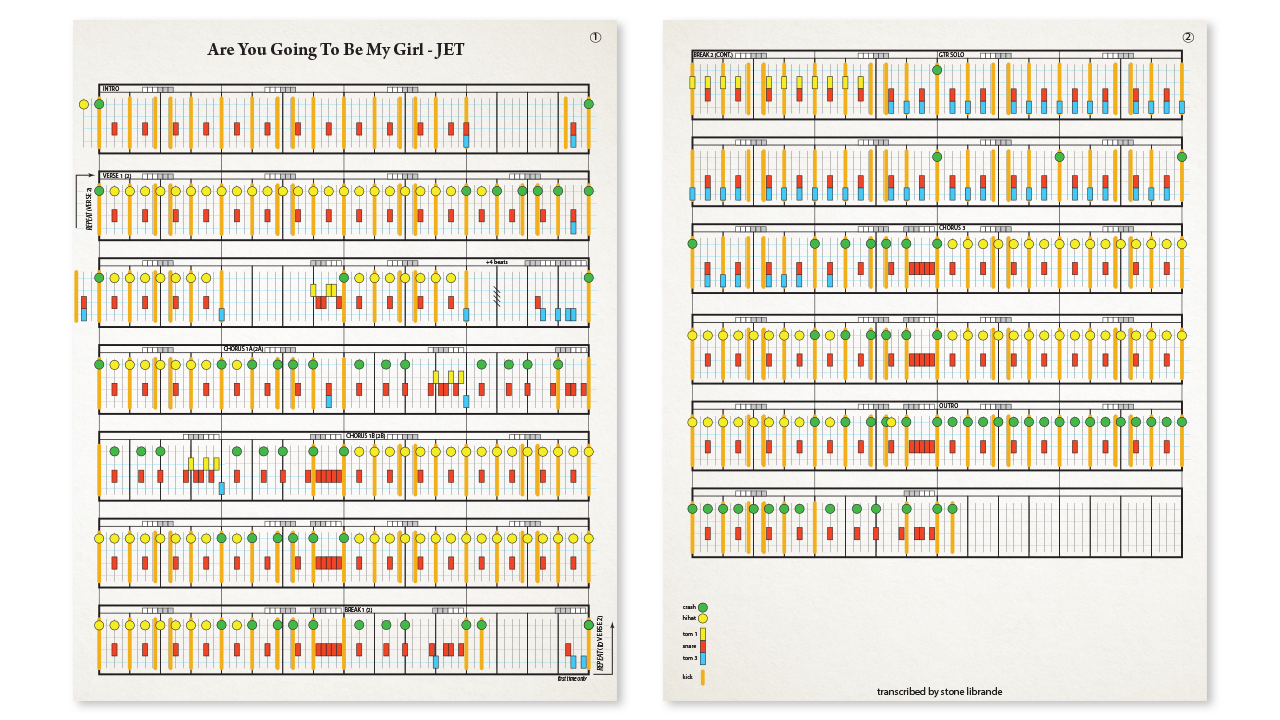 ①
Are You Going To Be My Girl - JET
INTRO
VERSE 1 (2)
REPEAT (VERSE 2)
+4 beats
CHORUS 1A (2A)
CHORUS 1B (2B)
BREAK 1 (2)
REPEAT (TO VERSE 2)
first time only
②
BREAK 2 (CONT.)
GTR SOLO
CHORUS 3
OUTRO
crash
hihat
tom 1
snare
tom 3
kick
transcribed by stone librande